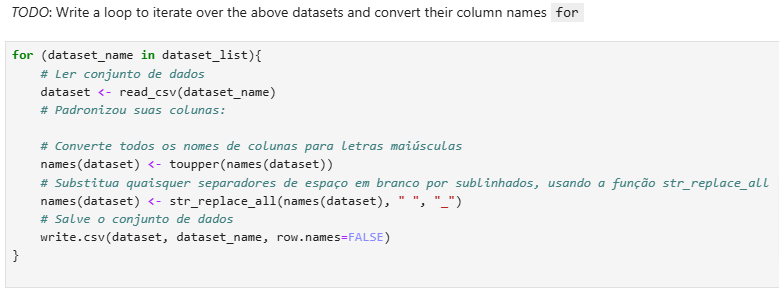 TODO: Write a loop to iterate over the above datasets and convert their column names for
for (dataset_name in dataset_list){
    # Ler conjunto de dados
    dataset <- read_csv(dataset_name)
    # Padronizou suas colunas:

    # Converte todos os nomes de colunas para letras maiúsculas
    names(dataset) <- toupper(names(dataset))
    # Substitua quaisquer separadores de espaço em branco por sublinhados, usando a função str_replace_all
    names(dataset) <- str_replace_all(names(dataset), " ", "_")
    # Salve o conjunto de dados
    write.csv(dataset, dataset_name, row.names=FALSE)
}